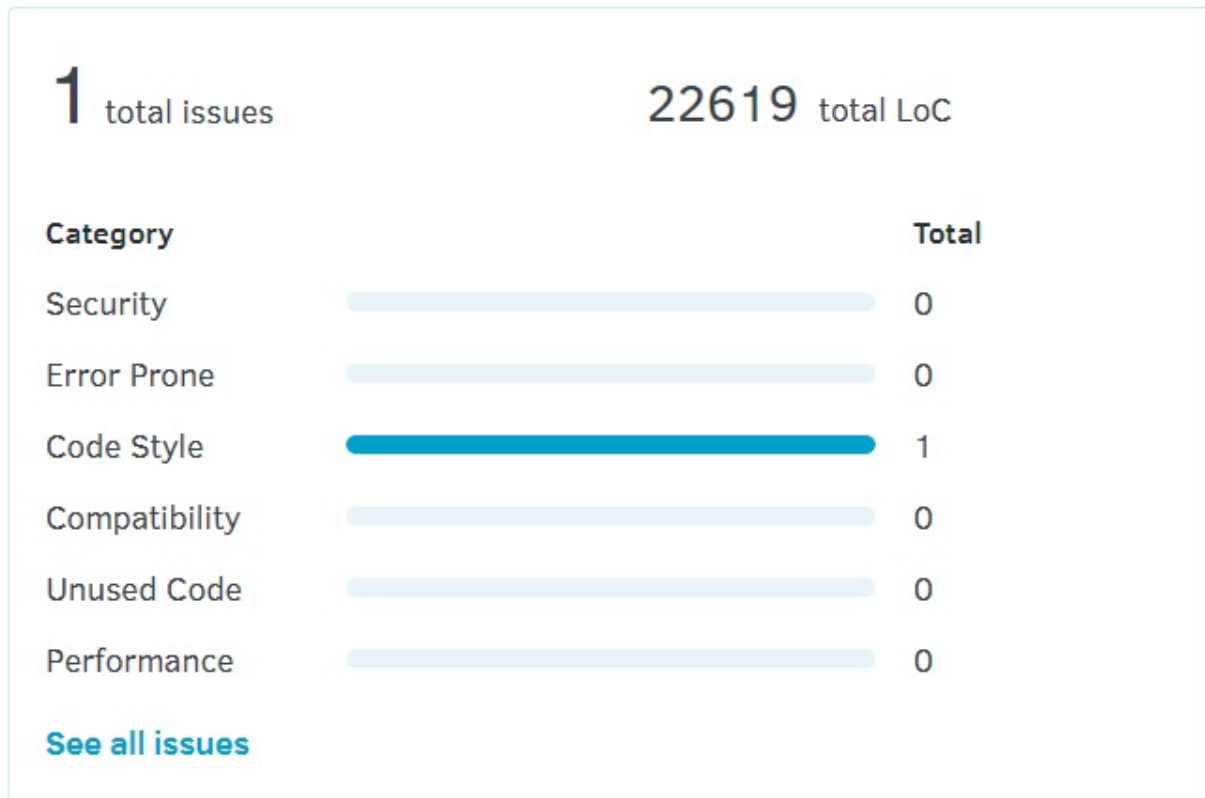 1 total issues 22619 total LoC
Category Total
Security 0
Error Prone 0
Code Style 1
Compatibility 0
Unused Code 0
Performance 0
See all issues